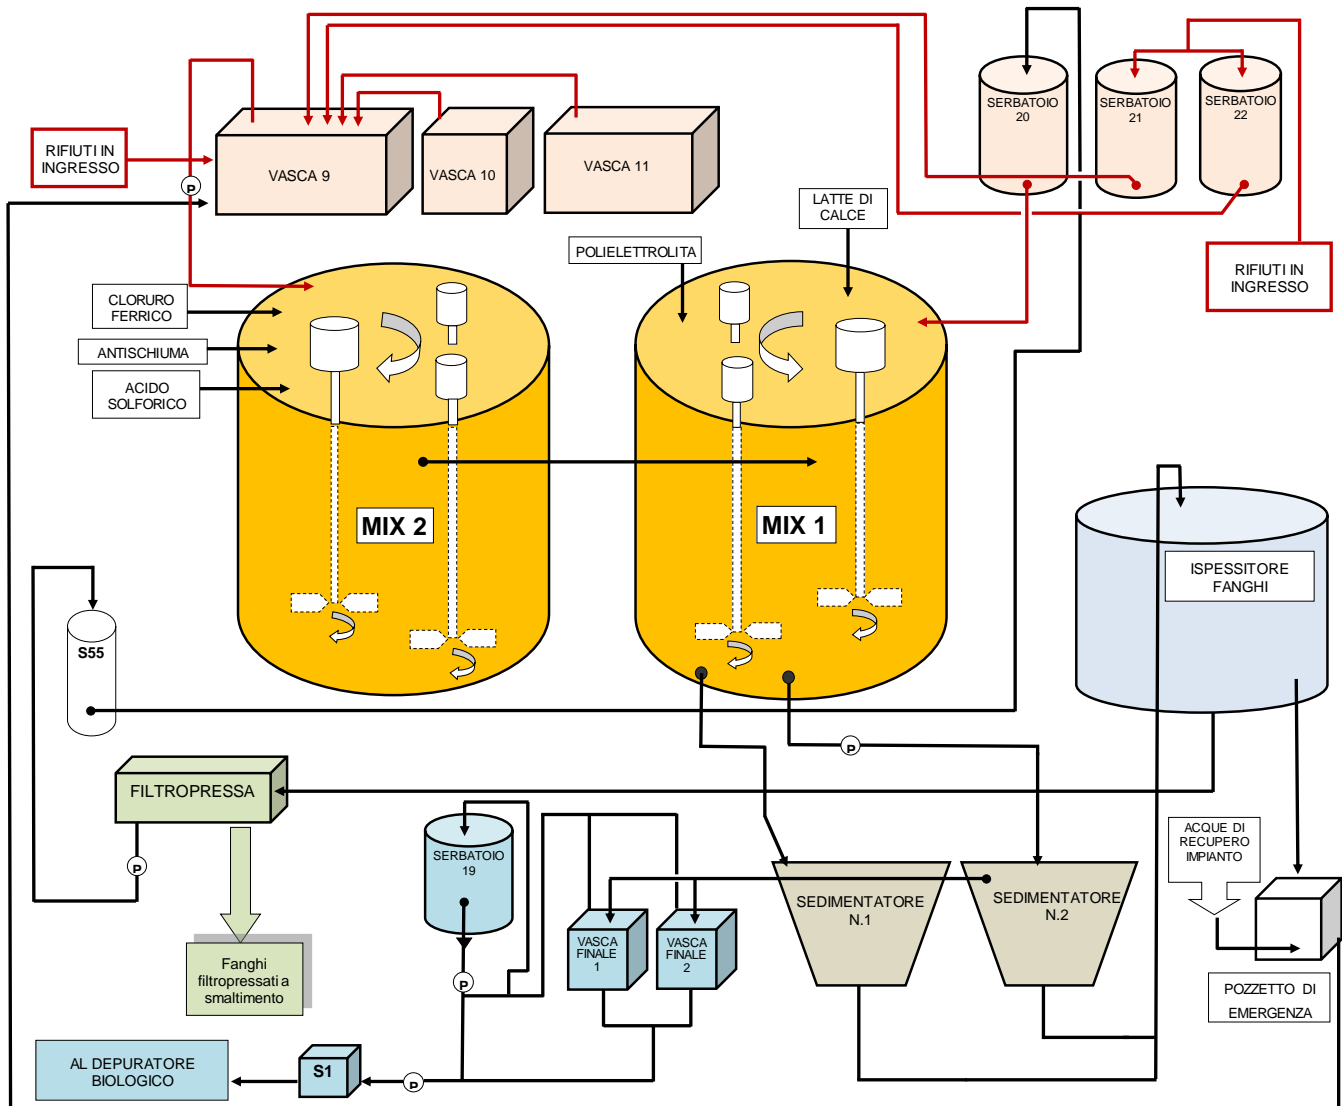 SERBATOIO
20
SERBATOIO
21
SERBATOIO
22
RIFIUTI IN
INGRESSO
VASCA 9
VASCA 10
VASCA 11
P
LATTE DI
CALCE
POLIELETTROLITA
RIFIUTI IN
INGRESSO
CLORURO
FERRICO
ANTISCHIUMA
ACIDO
SOLFORICO
MIX 2
MIX 1
ISPESSITORE
FANGHI
S55
P
FILTROPRESSA
P
SERBATOIO
19
ACQUE DI
RECUPERO
IMPIANTO
SEDIMENTATORE
N.1
SEDIMENTATORE
N.2
VASCA
FINALE
1
VASCA
FINALE
2
Fanghi
filtropressati a
smaltimento
P
POZZETTO DI
EMERGENZA
AL DEPURATORE
BIOLOGICO
S1
P